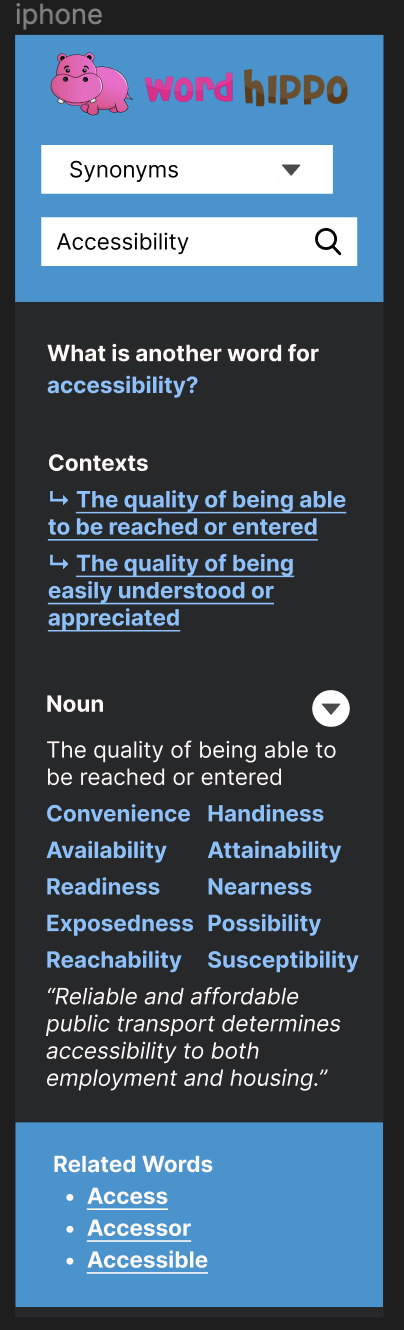 iphone
word hippo
Synonyms
Accessibility
What is another word for
accessibility?
Contexts
↳ The quality of being able
to be reached or entered
↳ The quality of being
easily understood or
appreciated
Noun
The quality of being able to
be reached or entered
Convenience Handiness
Availability Attainability
Readiness Nearness
Exposedness Possibility
Reachability Susceptibility
“Reliable and affordable
public transport determines
accessibility to both
employment and housing.”
Related Words
• Access
• Accessor
• Accessible